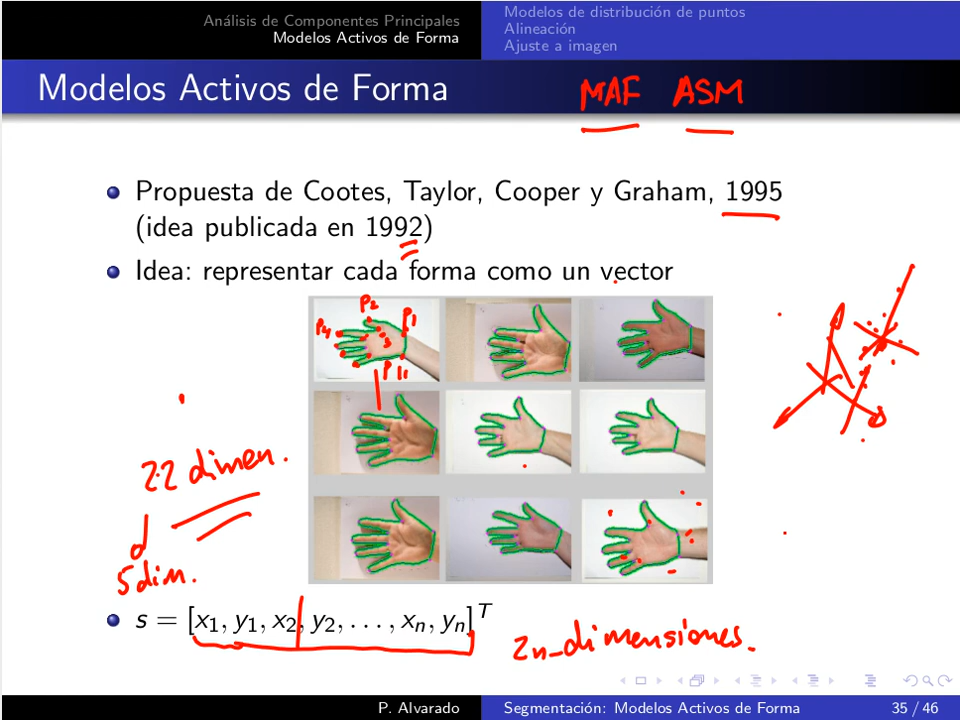 Análisis de Componentes Principales
Modelos Activos de Forma
Modelos de distribución de puntos
Alineación
Ajuste a imagen
Modelos Activos de Forma
MAF ASM
Propuesta de Cootes, Taylor, Cooper y Graham, 1995
(idea publicada en 1992)
Idea: representar cada forma como un vector
P2
P1
P4
P11
22 dimen.
5 dim.
s = [x1, y1, x2, y2, . . . , xn, yn]^T
2n-dimensiones.
P. Alvarado
Segmentación: Modelos Activos de Forma
35 / 46